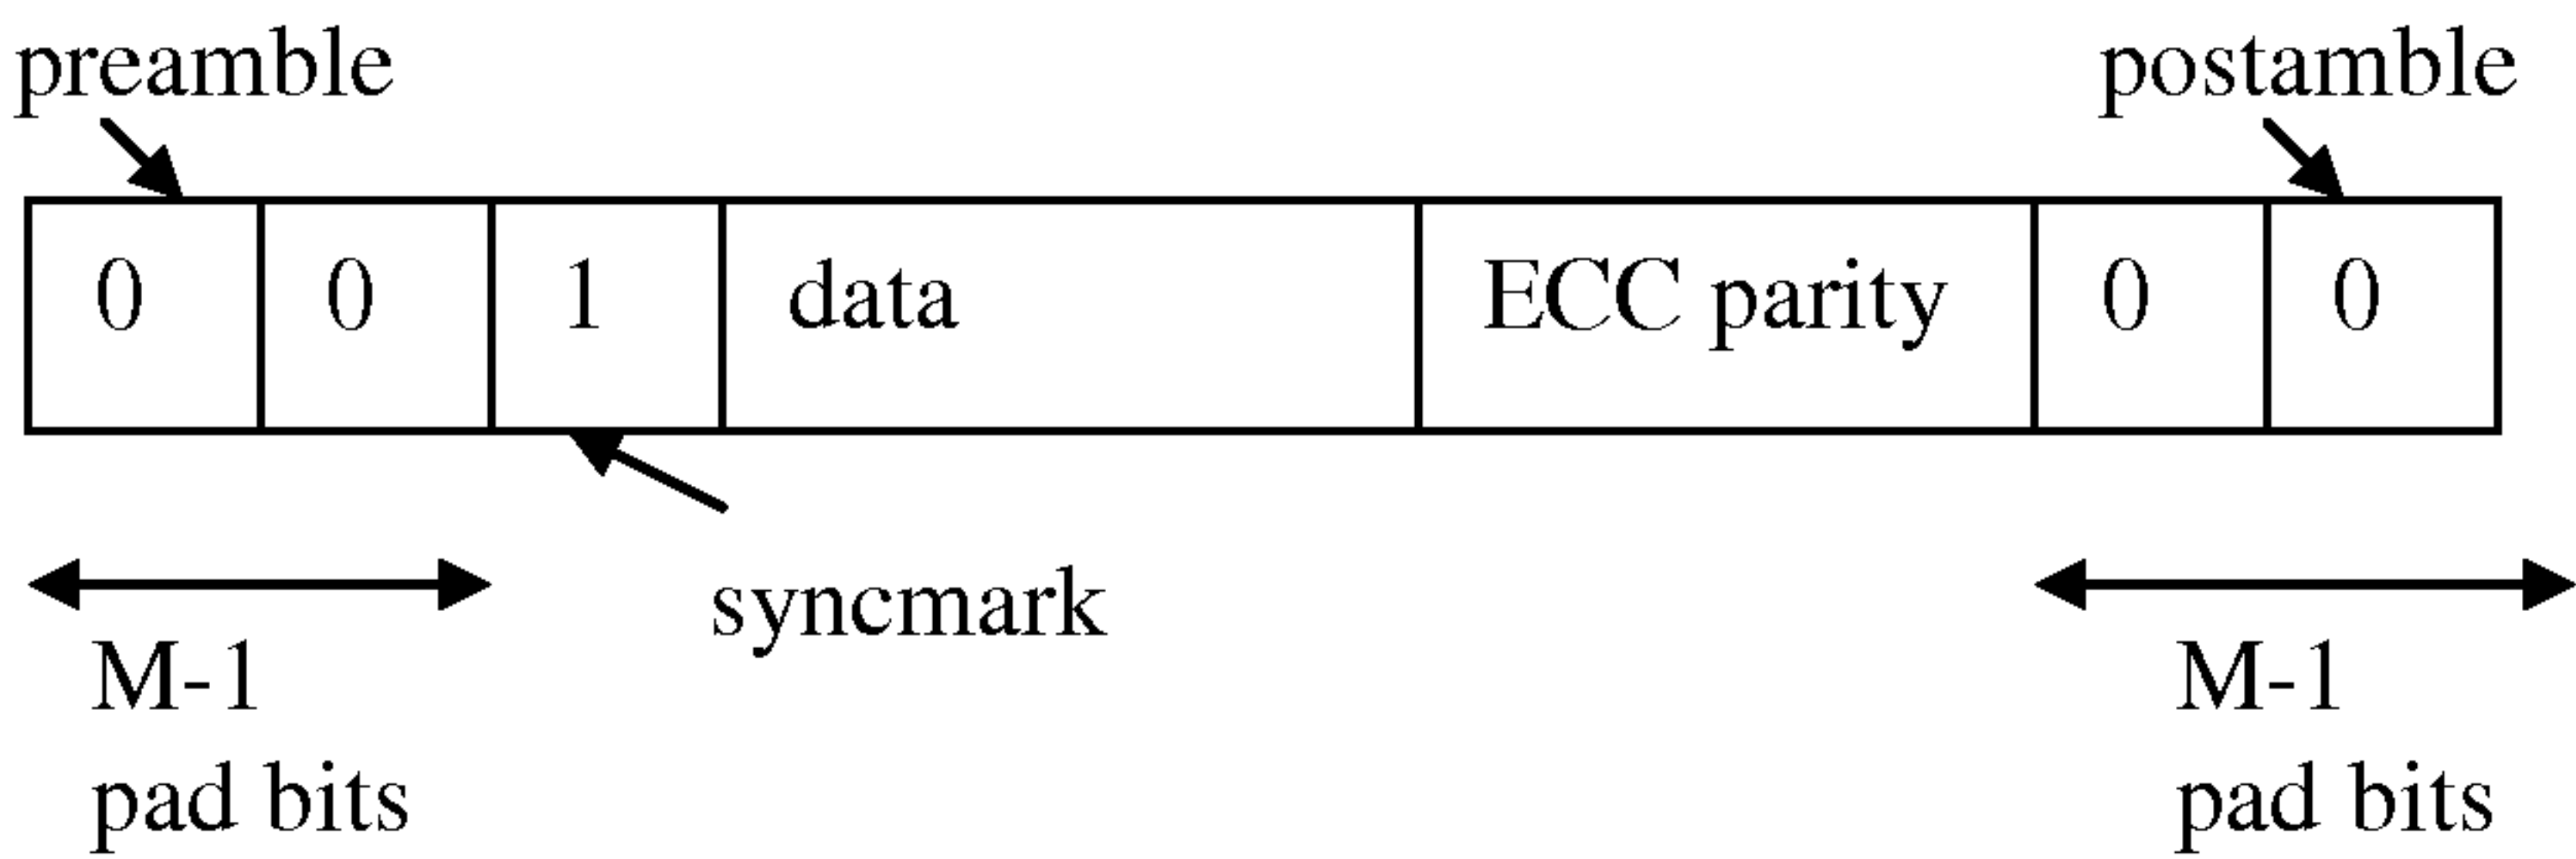 preamble postamble
0 0 1 data ECC parity 0 0
syncmark
M-1 M-1
pad bits pad bits